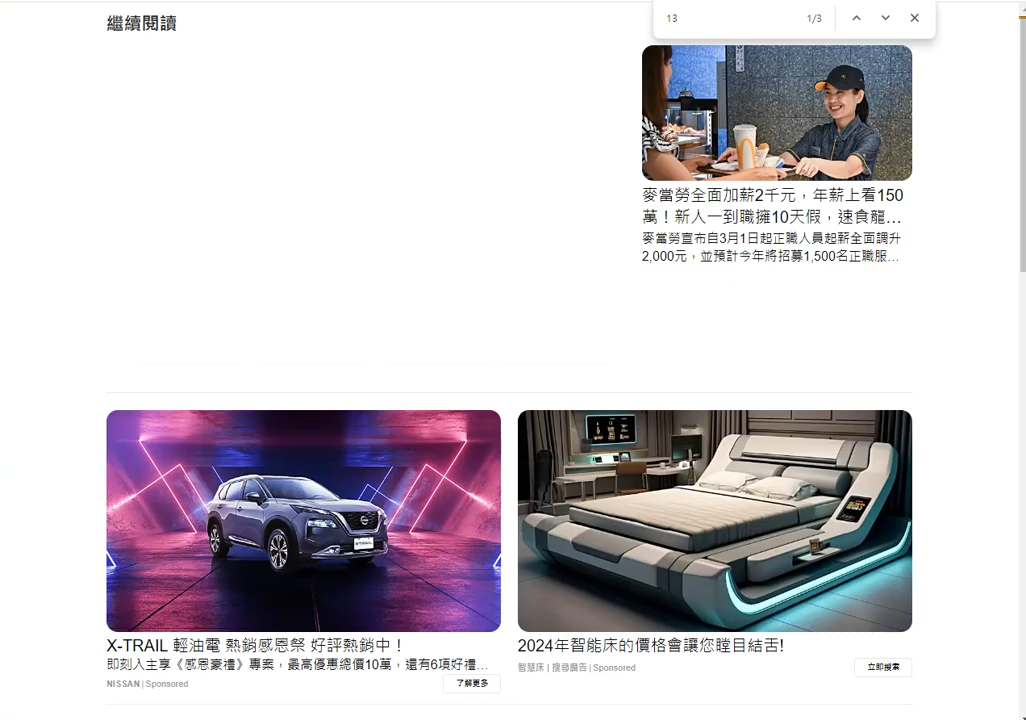 繼續閱讀
13
1/3
麥當勞全面加薪2千元，年薪上看150
萬！新人一到職擁10天假，速食龍...
麥當勞宣布自3月1日起正職人員起薪全面調升
2,000元，並預計今年將招募1,500名正職服...
X-TRAIL 輕油電 熱銷感恩祭 好評熱銷中！
即刻入主享《感恩豪禮》專案，最高優惠總價10萬，還有6項好禮...
NISSAN | Sponsored
了解更多
2024年智能床的價格會讓您瞠目結舌!
智慧床 | 搜尋廣告 | Sponsored
立即搜索